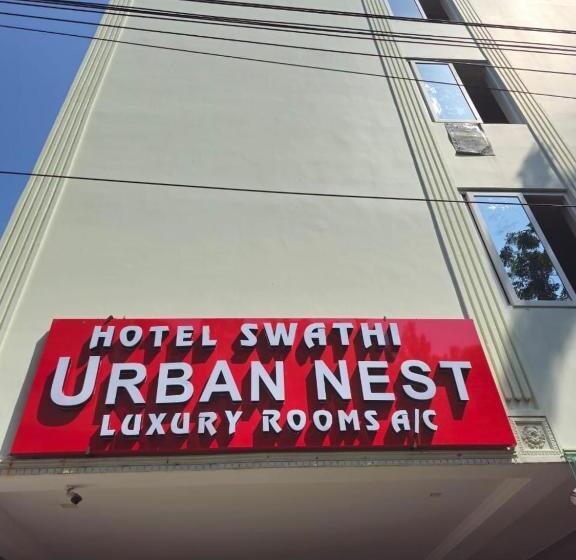 HOTEL SWATHI
URBAN NEST
LUXURY ROOMS A/C